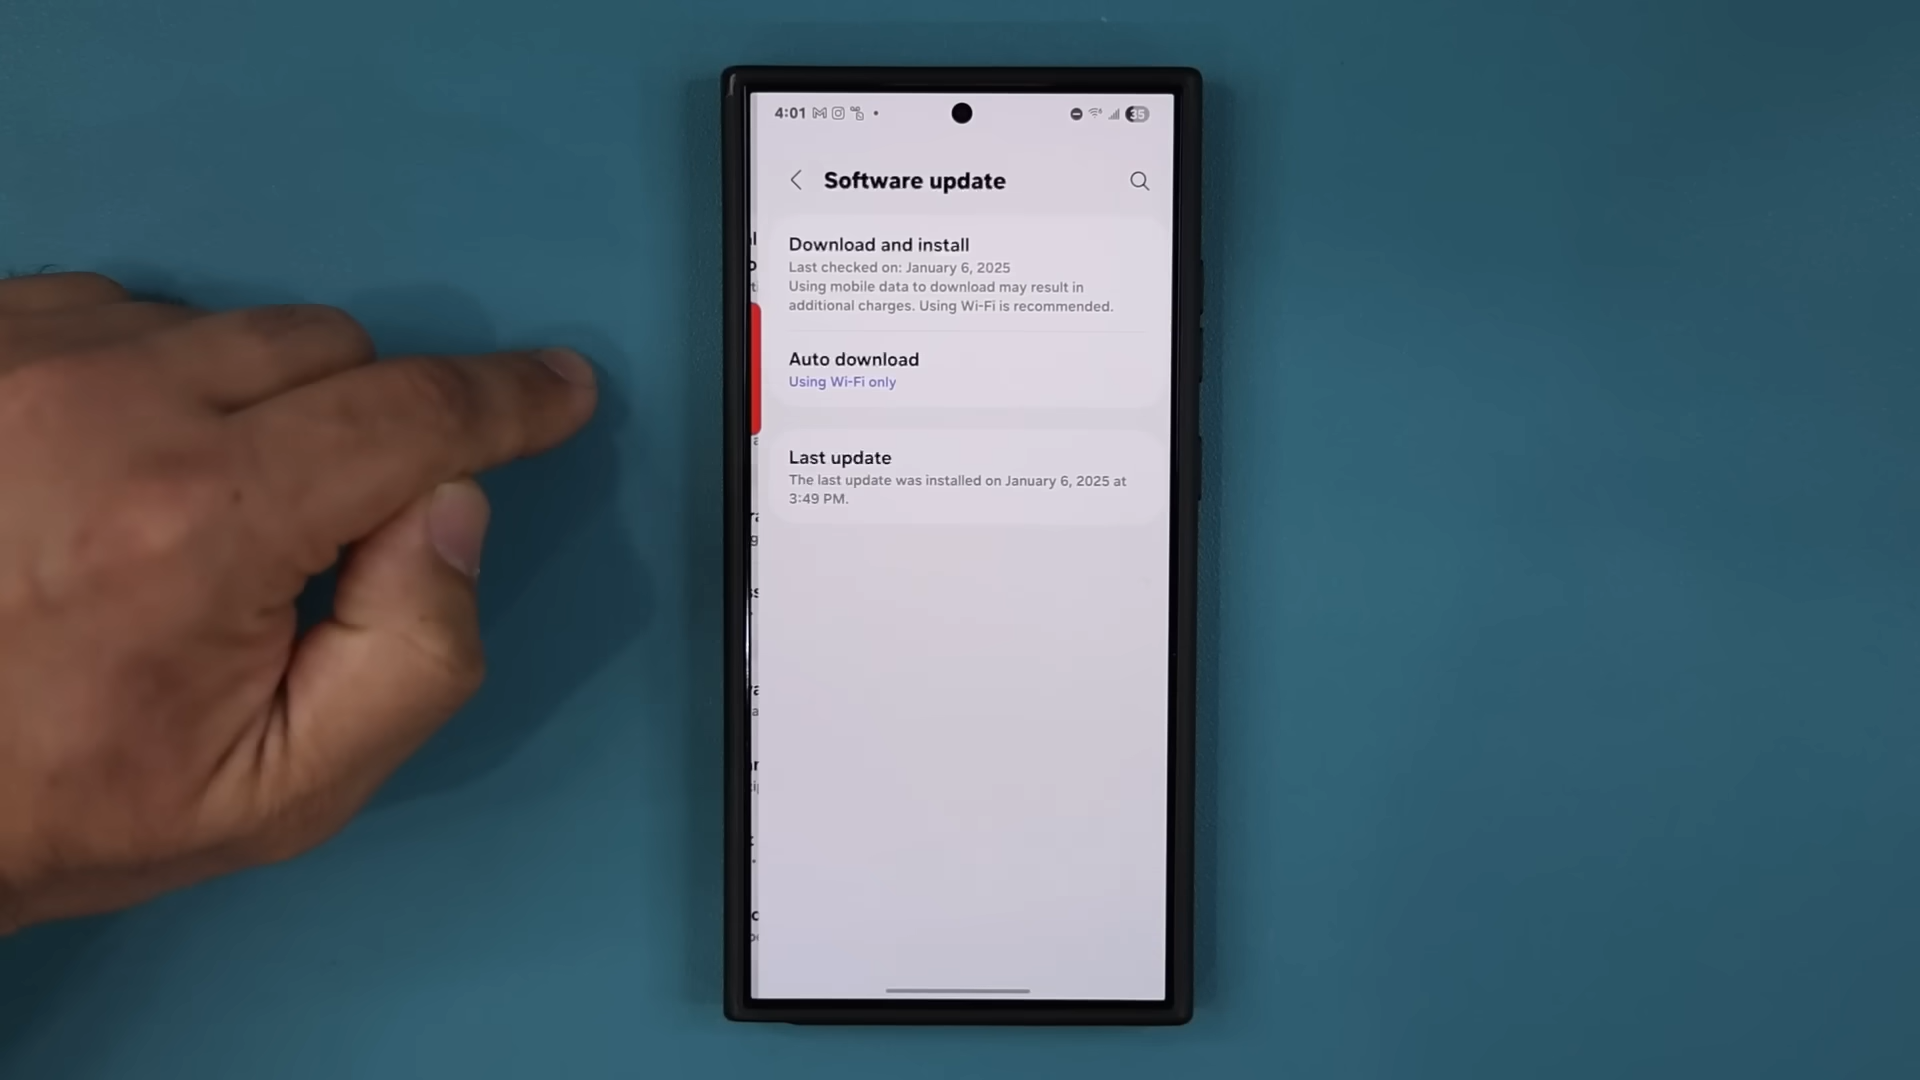 4:01
35
Software update
Download and install
Last checked on: January 6, 2025
Using mobile data to download may result in
additional charges. Using Wi-Fi is recommended.
Auto download
Using Wi-Fi only
Last update
The last update was installed on January 6, 2025 at
3:49 PM.